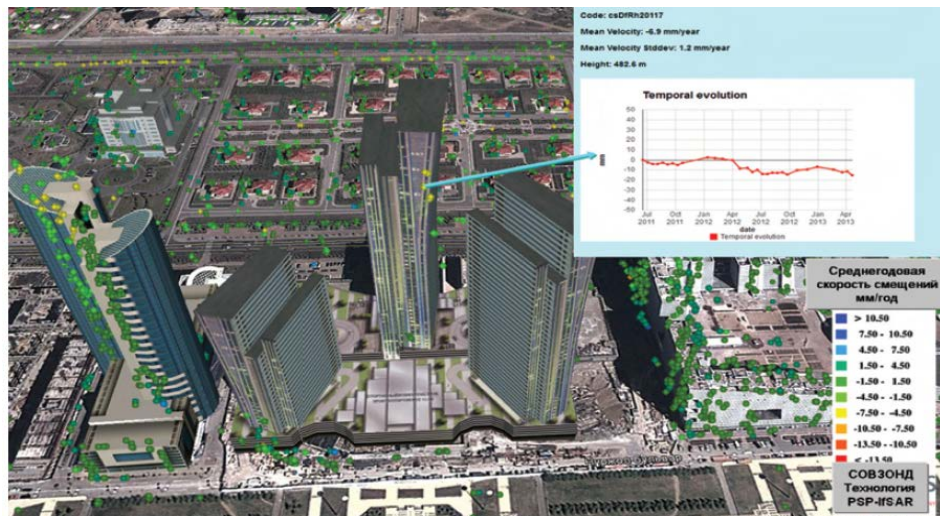 Code: csDfRh20117
Mean Velocity: -6.9 mm/year
Mean Velocity Stddev: 1.2 mm/year
Height: 482.6 m
Temporal evolution
50
40
30
20
10
0
-10
-20
-30
-40
-50
mm
Jul 2011
Oct 2011
Jan 2012
Apr 2012
Jul 2012
Oct 2012
Jan 2013
Apr 2013
date
Temporal evolution
Среднегодовая
скорость смещений
мм/год
> 10.50
7.50 - 10.50
4.50 - 7.50
1.50 - 4.50
-1.50 - 1.50
-4.50 - -1.50
-7.50 - -4.50
-10.50 - -7.50
-13.50 - -10.50
< -13.50
СОВЗОНД
Технология
PSP-IfSAR